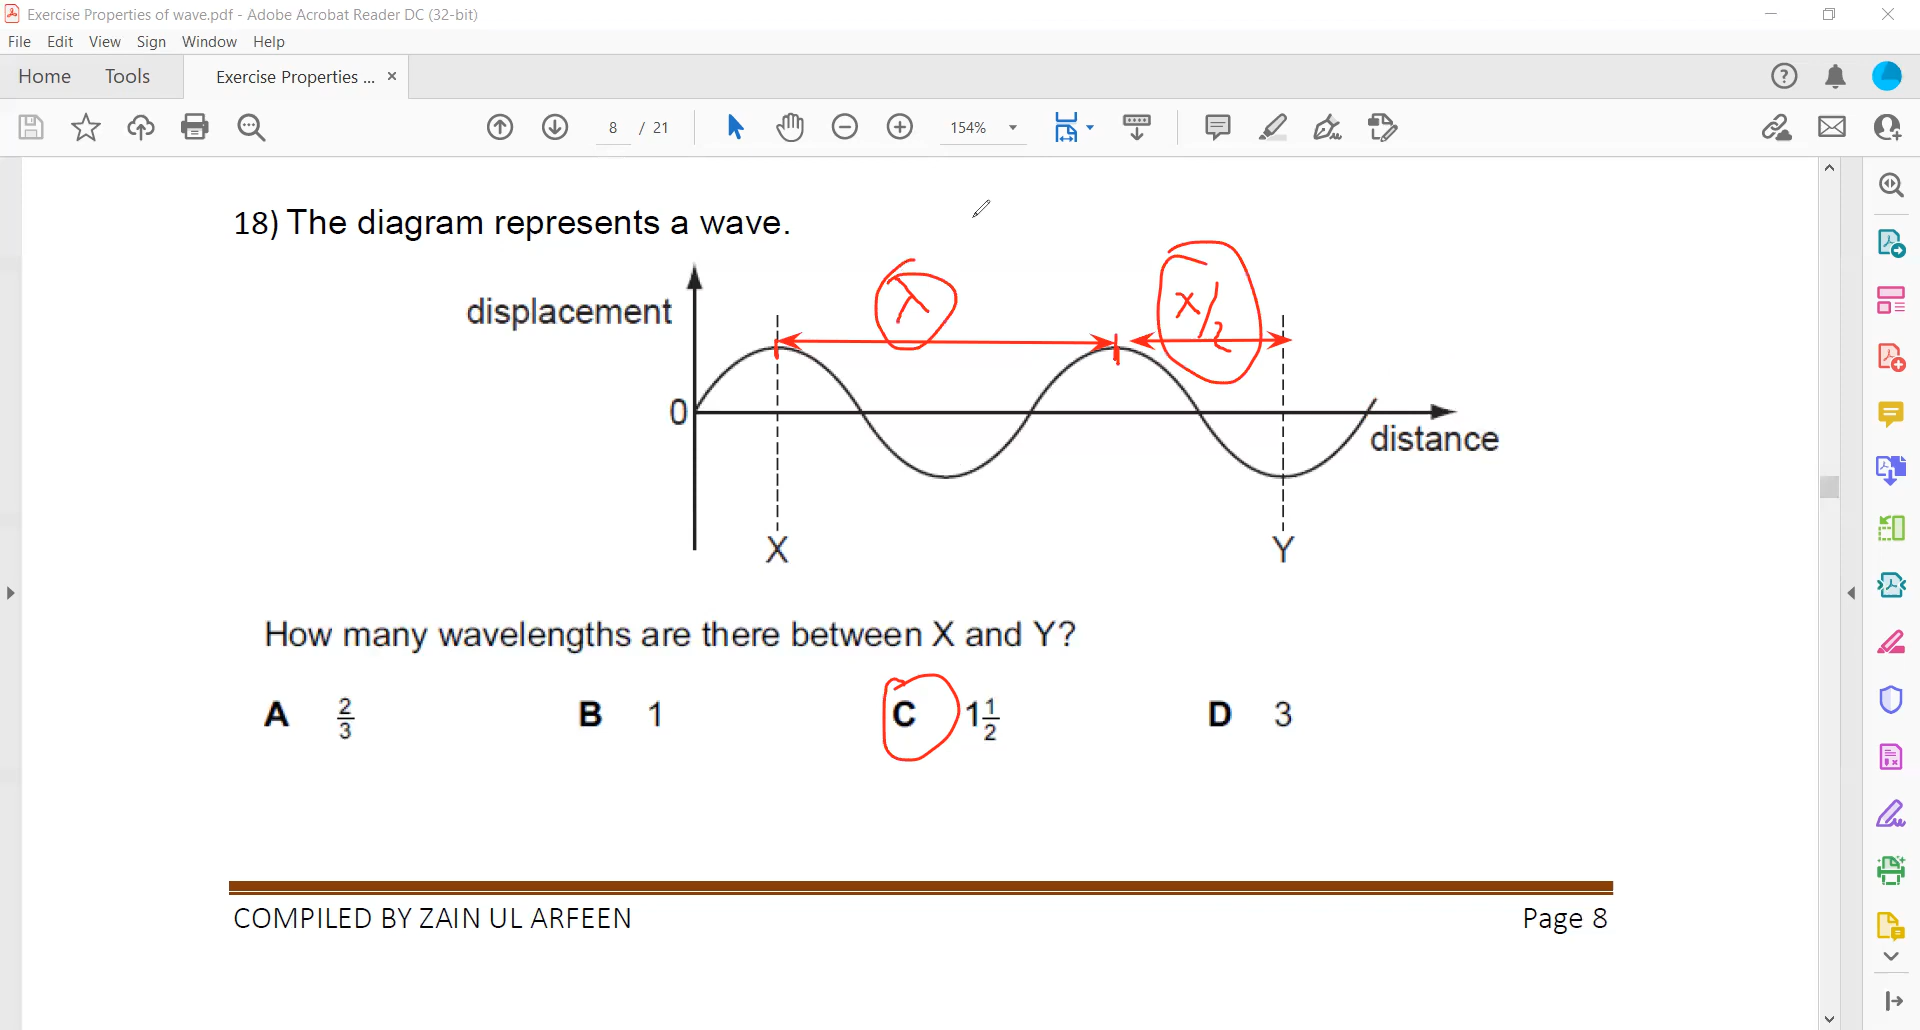 Exercise Properties of wave.pdf - Adobe Acrobat Reader DC (32-bit)
File Edit View Sign Window Help
Home Tools Exercise Properties ... ×
8 / 21 154%
18) The diagram represents a wave.
displacement
λ
λ/2
0
distance
X Y
How many wavelengths are there between X and Y?
A 2/3 B 1 C 1 1/2 D 3
COMPILED BY ZAIN UL ARFEEN Page 8